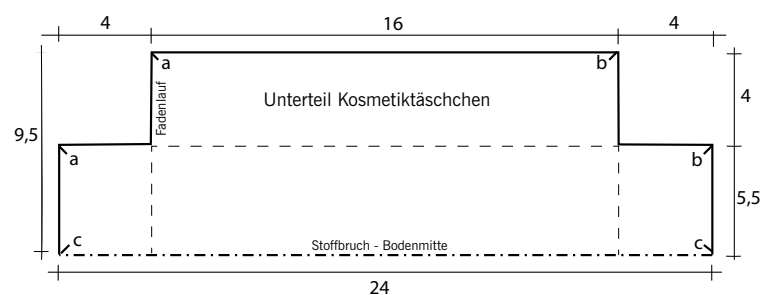 4 16 4
a b
Fadenlauf
Unterteil Kosmetiktäschchen
4
9,5
a b
5,5
c c
Stoffbruch - Bodenmitte
24